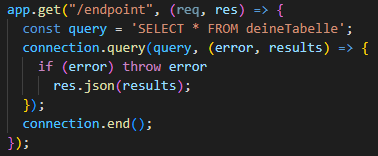 app.get("/endpoint", (req, res) => {
  const query = 'SELECT * FROM deineTabelle';
  connection.query(query, (error, results) => {
    if (error) throw error
      res.json(results);
  });
  connection.end();
});